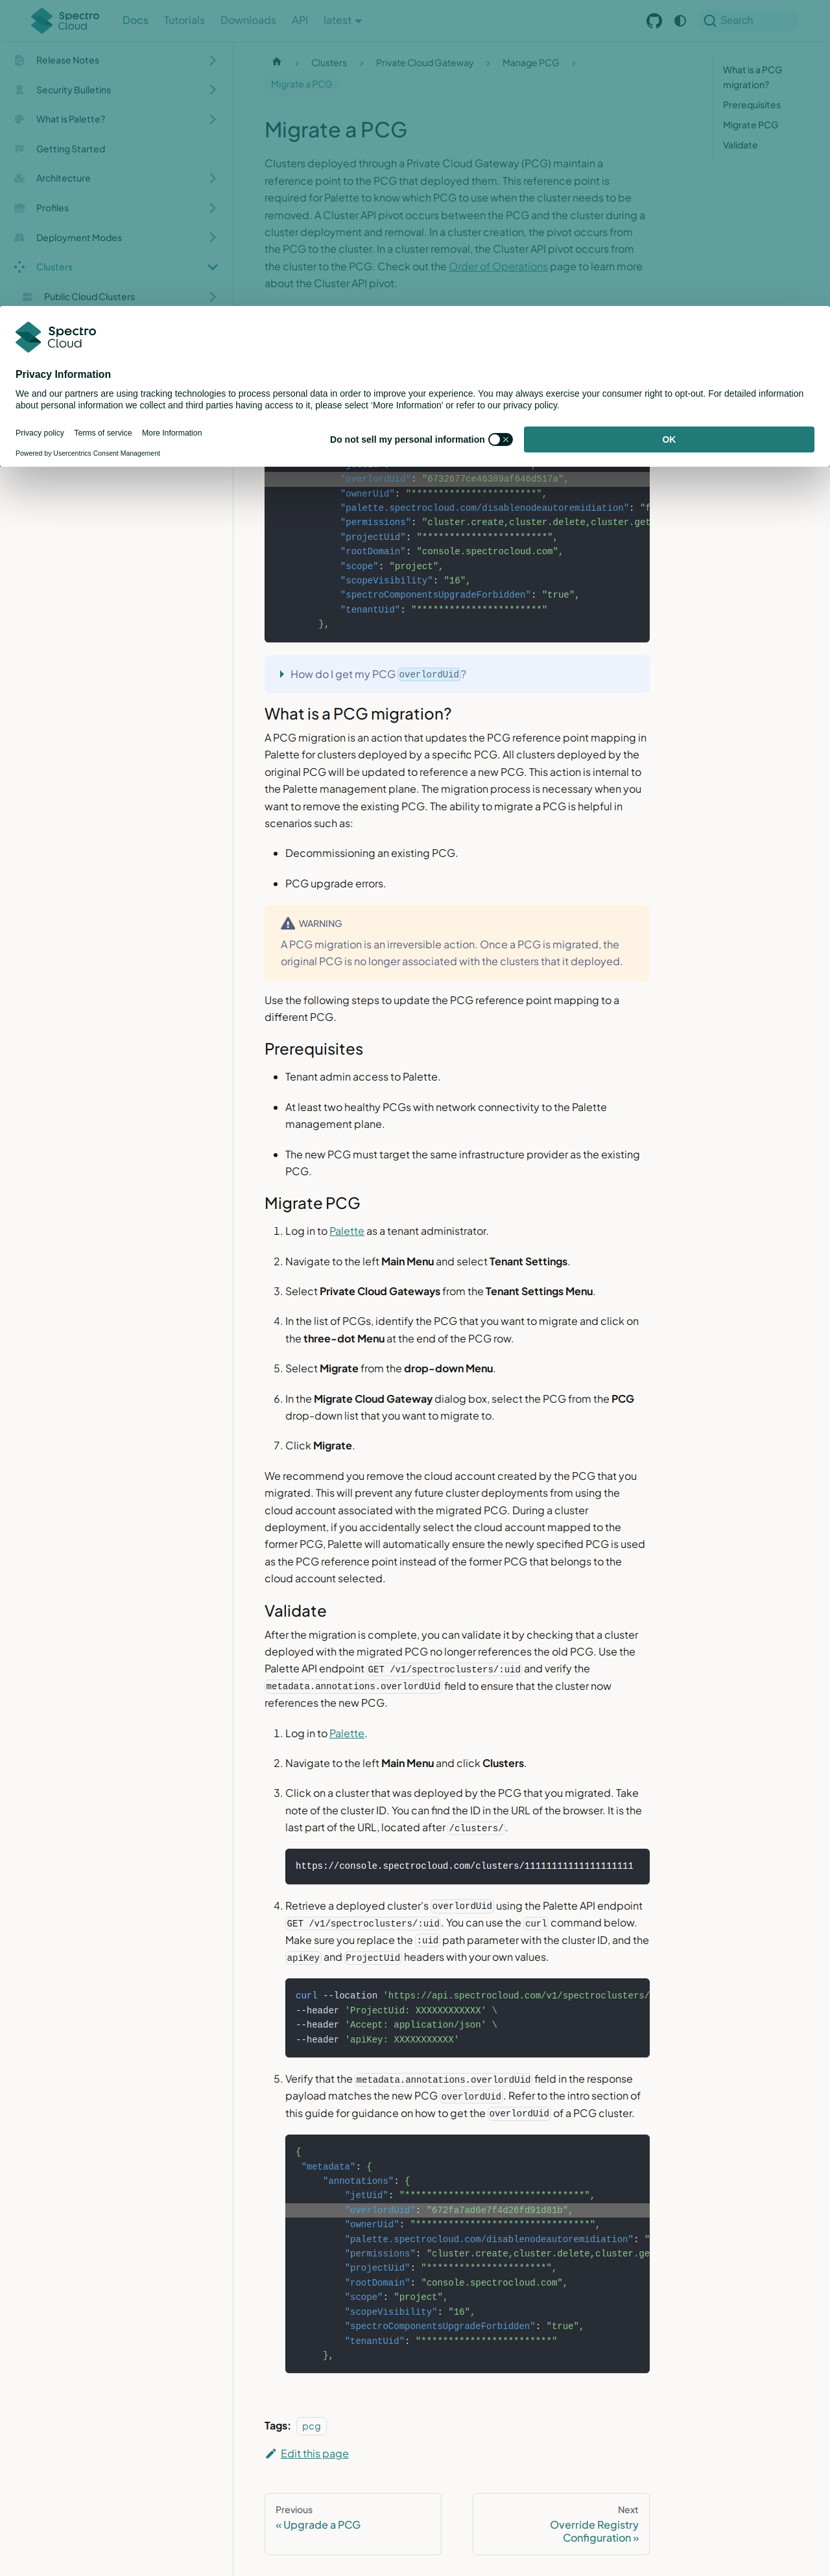 Spectro Cloud
Docs Tutorials Downloads API latest Search
Release Notes
Security Bulletins
What is Palette?
Getting Started
Architecture
Profiles
Deployment Modes
Clusters
Public Cloud Clusters
Clusters Private Cloud Gateway Manage PCG
Migrate a PCG
What is a PCG
migration?
Prerequisites
Migrate PCG
Validate
Migrate a PCG
Clusters deployed through a Private Cloud Gateway (PCG) maintain a
reference point to the PCG that deployed them. This reference point is
required for Palette to know which PCG to use when the cluster needs to be
removed. A Cluster API pivot occurs between the PCG and the cluster during a
cluster deployment and removal. In a cluster creation, the pivot occurs from
the PCG to the cluster. In a cluster removal, the Cluster API pivot occurs from
the cluster to the PCG. Check out the Order of Operations page to learn more
about the Cluster API pivot.
Spectro Cloud
Privacy Information
We and our partners are using tracking technologies to process personal data in order to improve your experience. You may always exercise your consumer right to opt-out. For detailed information
about personal information we collect and third parties having access to it, please select ‘More Information’ or refer to our privacy policy.
Privacy policy Terms of service More Information
Do not sell my personal information
OK
Powered by Usercentrics Consent Management
"overlordUid": "6732677ce46389af646d517a",
"ownerUid": "************************",
"palette.spectrocloud.com/disablenodeautoremidiation": "f
"permissions": "cluster.create,cluster.delete,cluster.get
"projectUid": "************************",
"rootDomain": "console.spectrocloud.com",
"scope": "project",
"scopeVisibility": "16",
"spectroComponentsUpgradeForbidden": "true",
"tenantUid": "************************"
},
How do I get my PCG overlordUid?
What is a PCG migration?
A PCG migration is an action that updates the PCG reference point mapping in
Palette for clusters deployed by a specific PCG. All clusters deployed by the
original PCG will be updated to reference a new PCG. This action is internal to
the Palette management plane. The migration process is necessary when you
want to remove the existing PCG. The ability to migrate a PCG is helpful in
scenarios such as:
• Decommissioning an existing PCG.
• PCG upgrade errors.
WARNING
A PCG migration is an irreversible action. Once a PCG is migrated, the
original PCG is no longer associated with the clusters that it deployed.
Use the following steps to update the PCG reference point mapping to a
different PCG.
Prerequisites
• Tenant admin access to Palette.
• At least two healthy PCGs with network connectivity to the Palette
management plane.
• The new PCG must target the same infrastructure provider as the existing
PCG.
Migrate PCG
1. Log in to Palette as a tenant administrator.
2. Navigate to the left Main Menu and select Tenant Settings.
3. Select Private Cloud Gateways from the Tenant Settings Menu.
4. In the list of PCGs, identify the PCG that you want to migrate and click on
the three-dot Menu at the end of the PCG row.
5. Select Migrate from the drop-down Menu.
6. In the Migrate Cloud Gateway dialog box, select the PCG from the PCG
drop-down list that you want to migrate to.
7. Click Migrate.
We recommend you remove the cloud account created by the PCG that you
migrated. This will prevent any future cluster deployments from using the
cloud account associated with the migrated PCG. During a cluster
deployment, if you accidentally select the cloud account mapped to the
former PCG, Palette will automatically ensure the newly specified PCG is used
as the PCG reference point instead of the former PCG that belongs to the
cloud account selected.
Validate
After the migration is complete, you can validate it by checking that a cluster
deployed with the migrated PCG no longer references the old PCG. Use the
Palette API endpoint GET /v1/spectroclusters/:uid and verify the
metadata.annotations.overlordUid field to ensure that the cluster now
references the new PCG.
1. Log in to Palette.
2. Navigate to the left Main Menu and click Clusters.
3. Click on a cluster that was deployed by the PCG that you migrated. Take
note of the cluster ID. You can find the ID in the URL of the browser. It is the
last part of the URL, located after /clusters/.
https://console.spectrocloud.com/clusters/11111111111111111111
4. Retrieve a deployed cluster's overlordUid using the Palette API endpoint
GET /v1/spectroclusters/:uid. You can use the curl command below.
Make sure you replace the :uid path parameter with the cluster ID, and the
apiKey and ProjectUid headers with your own values.
curl --location 'https://api.spectrocloud.com/v1/spectroclusters/
--header 'ProjectUid: XXXXXXXXXXXX' \
--header 'Accept: application/json' \
--header 'apiKey: XXXXXXXXXXX'
5. Verify that the metadata.annotations.overlordUid field in the response
payload matches the new PCG overlordUid. Refer to the intro section of
this guide for guidance on how to get the overlordUid of a PCG cluster.
{
"metadata": {
"annotations": {
"jetUid": "*********************************",
"overlordUid": "672fa7ad6e7f4d26fd91d81b",
"ownerUid": "********************************",
"palette.spectrocloud.com/disablenodeautoremidiation": "
"permissions": "cluster.create,cluster.delete,cluster.ge
"projectUid": "**********************",
"rootDomain": "console.spectrocloud.com",
"scope": "project",
"scopeVisibility": "16",
"spectroComponentsUpgradeForbidden": "true",
"tenantUid": "************************"
},
Tags: pcg
Edit this page
Previous
« Upgrade a PCG
Next
Override Registry
Configuration »